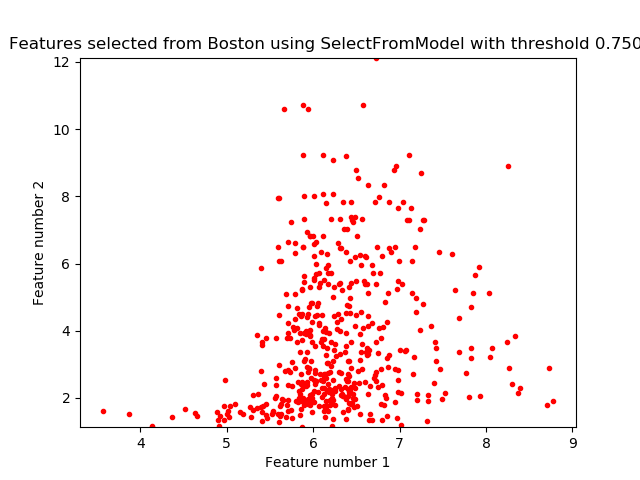 Features selected from Boston using SelectFromModel with threshold 0.750
12
10
8
6
4
2
Feature number 2
4 5 6 7 8 9
Feature number 1